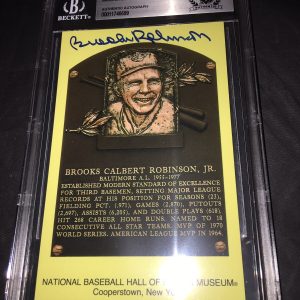 BECKETT
AUTHENTIC AUTOGRAPH
Brooks Robinson
BROOKS CALBERT ROBINSON, JR.
BALTIMORE A.L. 1955-1977
ESTABLISHED MODERN STANDARD OF EXCELLENCE
FOR THIRD BASEMEN, SETTING MAJOR LEAGUE
RECORDS AT HIS POSITION FOR SEASONS (23),
FIELDING PCT. (.971), GAMES (2,870), PUTOUTS
(2,697), ASSISTS (6,205), AND DOUBLE PLAYS (618).
HIT 268 CAREER HOME RUNS. NAMED TO 18
CONSECUTIVE ALL STAR TEAMS. MVP OF 1970
WORLD SERIES. AMERICAN LEAGUE MVP IN 1964.
NATIONAL BASEBALL HALL OF MUSEUM
Cooperstown, New